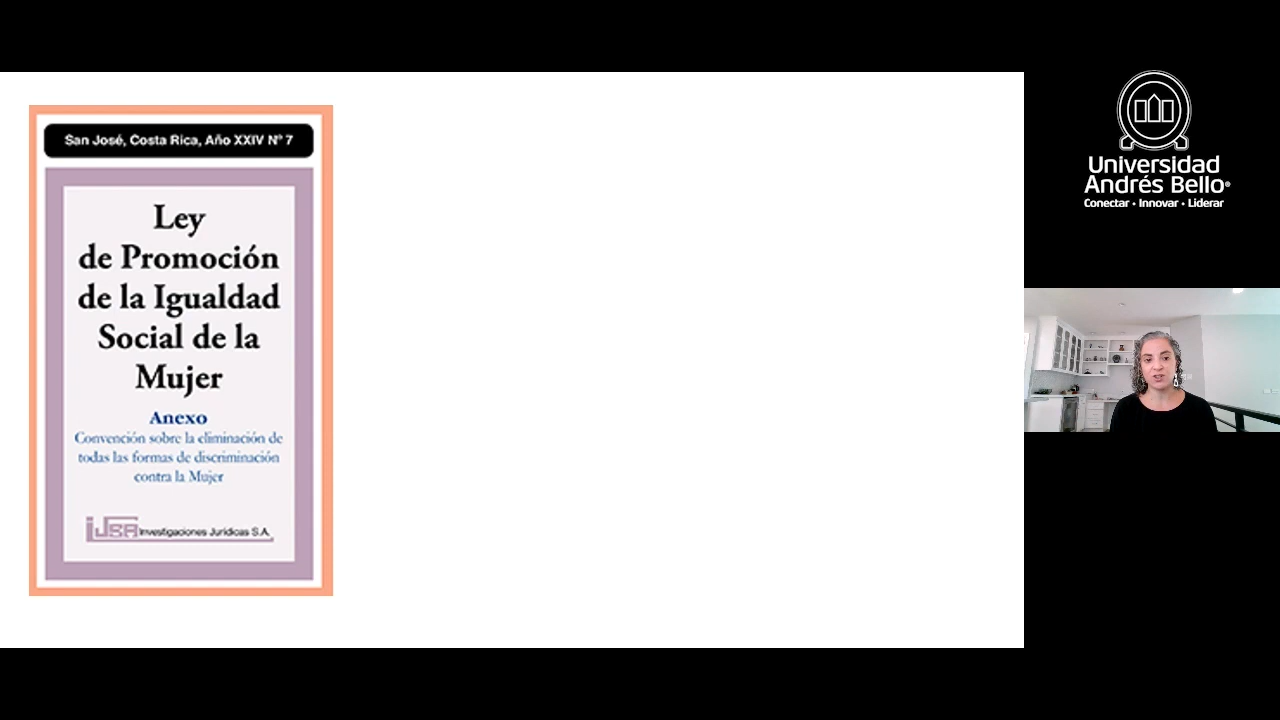 San José, Costa Rica, Año XXIV Nº 7
Ley
de Promoción
de la Igualdad
Social de la
Mujer
Anexo
Convención sobre la eliminación de
todas las formas de discriminación
contra la Mujer
IJSA Investigaciones Jurídicas S.A.
Universidad
Andrés Bello®
Conectar • Innovar • Liderar